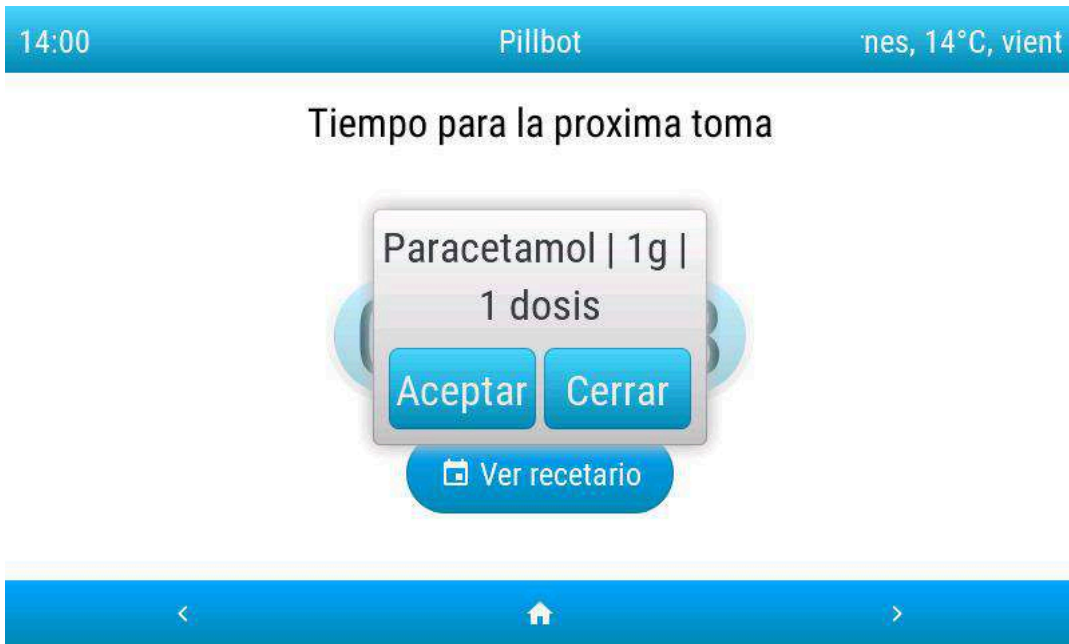 14:00 Pillbot nes, 14°C, vient
Tiempo para la proxima toma
Paracetamol | 1g |
1 dosis
Aceptar Cerrar
Ver recetario